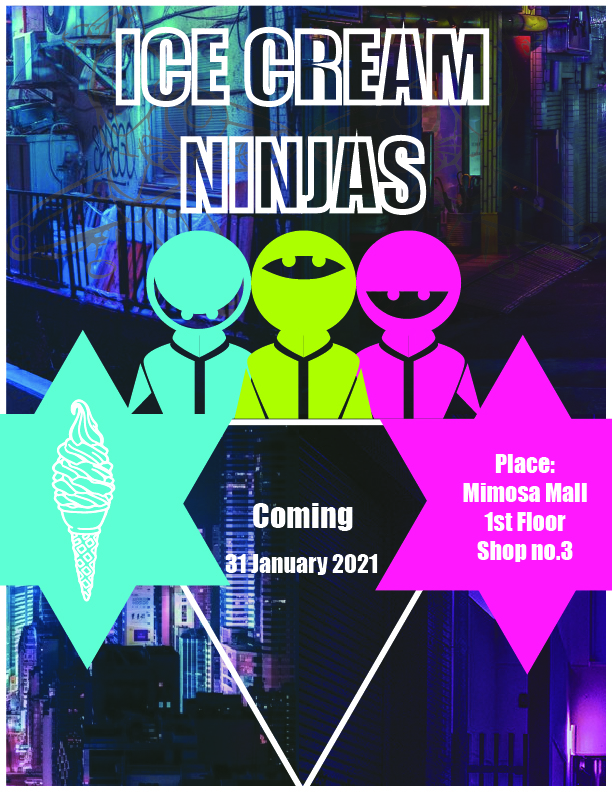 ICE CREAM
NINJAS
Coming
31 January 2021
Place:
Mimosa Mall
1st Floor
Shop no.3